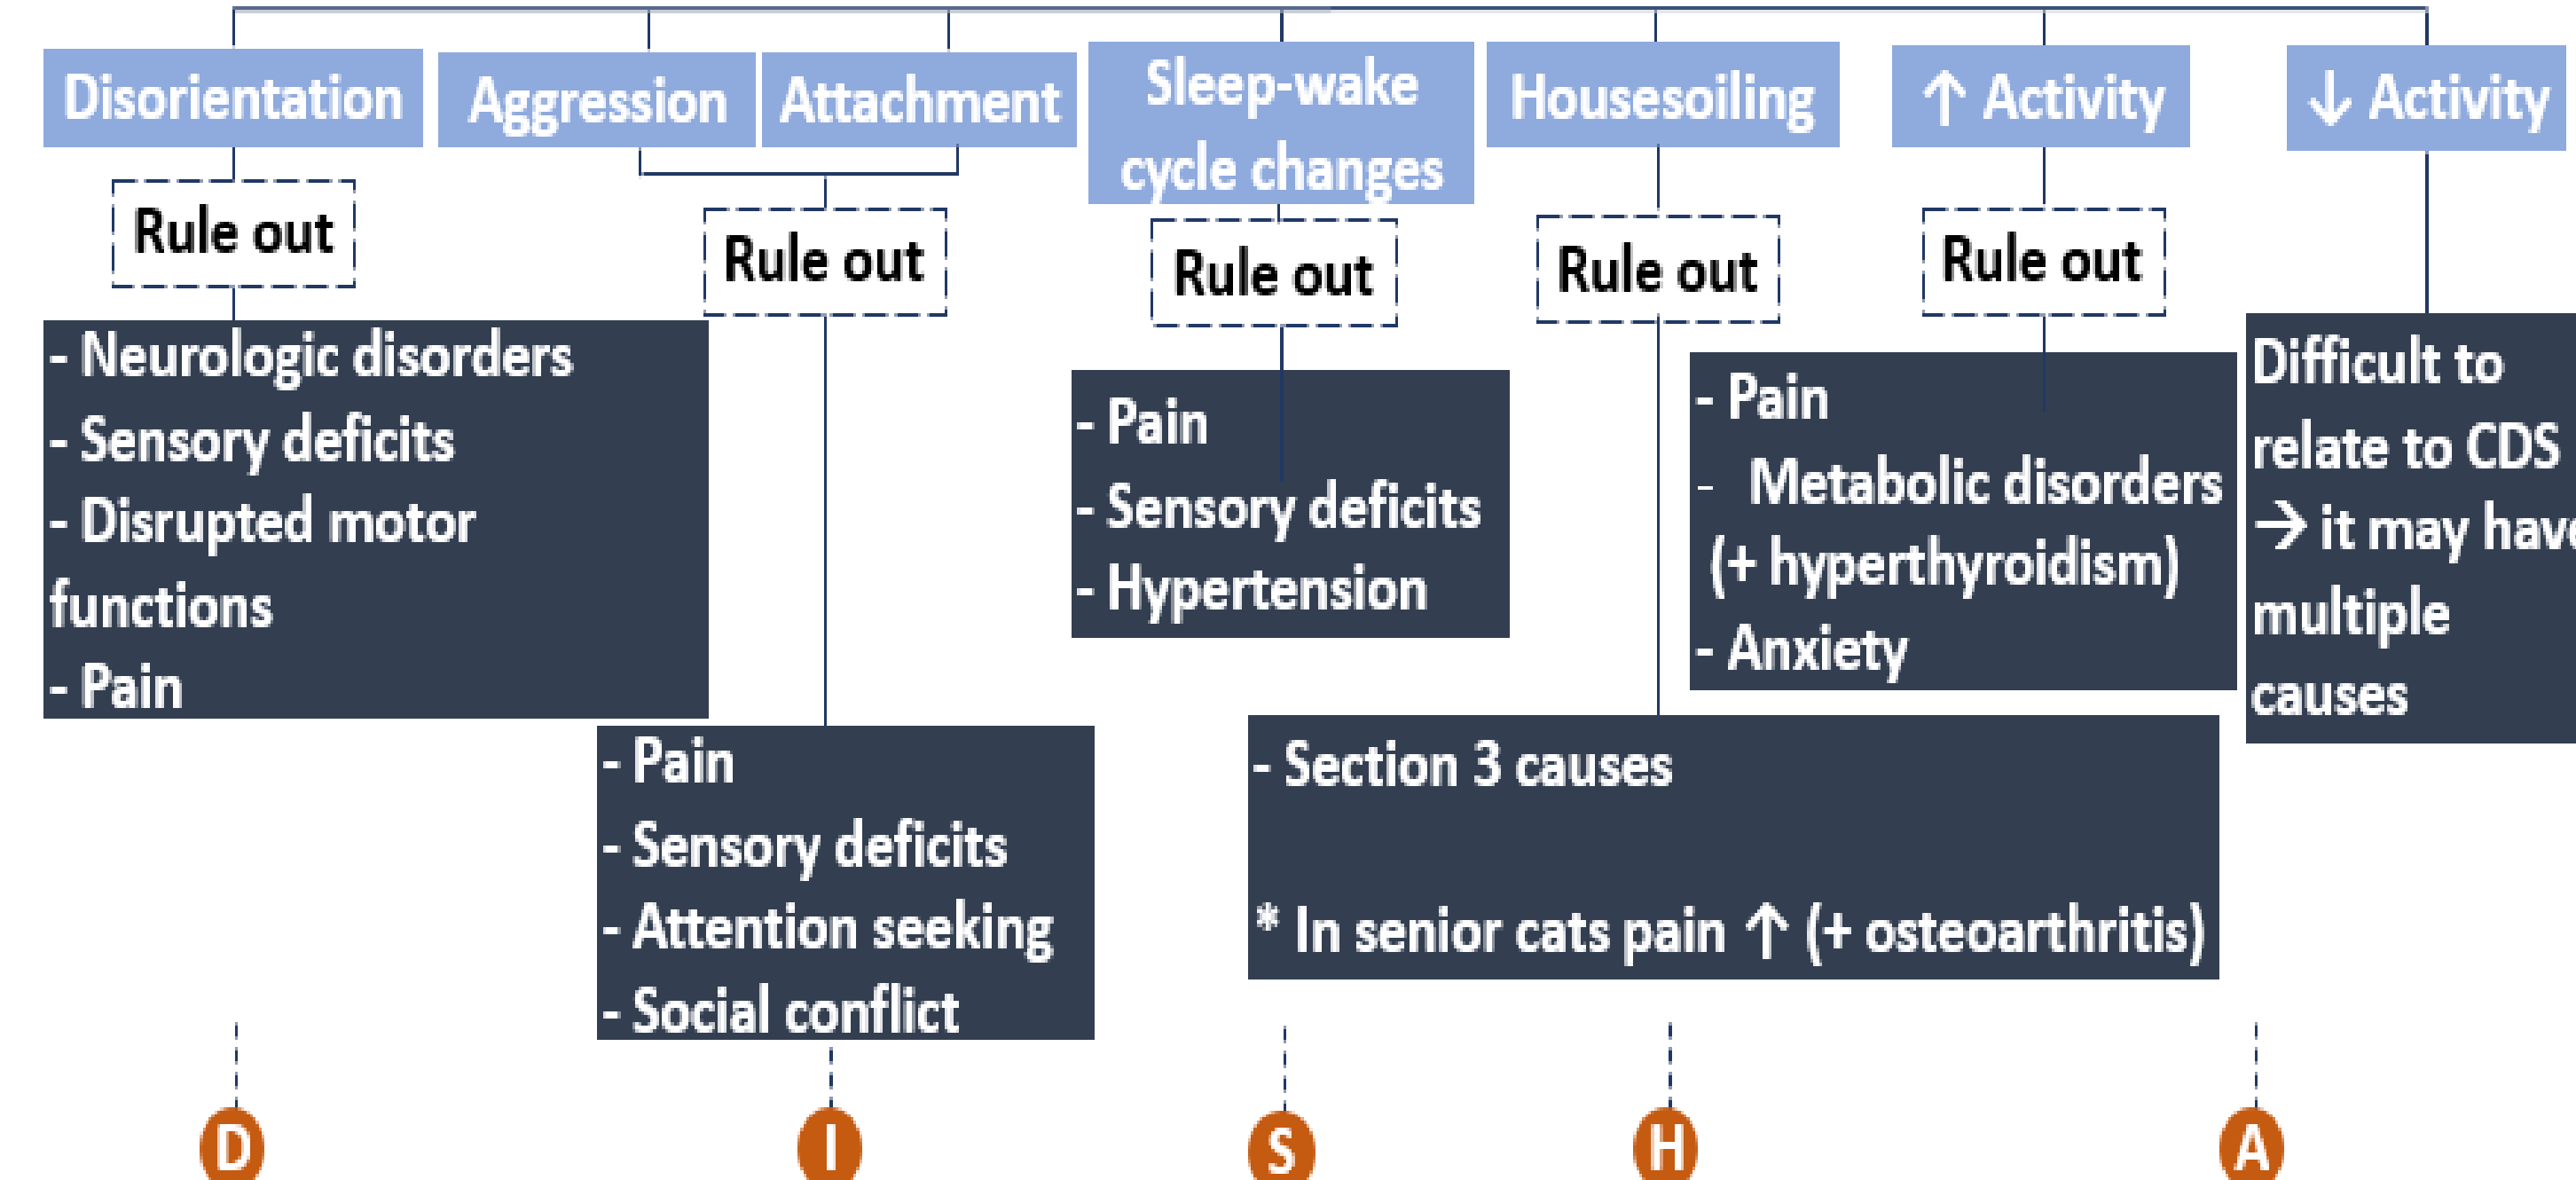 Disorientation
Aggression
Attachment
Sleep-wake
cycle changes
Housesoiling
↑ Activity
↓ Activity
Rule out
Rule out
Rule out
Rule out
Rule out
- Neurologic disorders
- Sensory deficits
- Disrupted motor
functions
- Pain
- Pain
- Sensory deficits
- Attention seeking
- Social conflict
- Pain
- Sensory deficits
- Hypertension
- Section 3 causes
* In senior cats pain ↑ (+ osteoarthritis)
- Pain
- Metabolic disorders
(+ hyperthyroidism)
- Anxiety
Difficult to
relate to CDS
→ it may have
multiple
causes
D
I
S
H
A